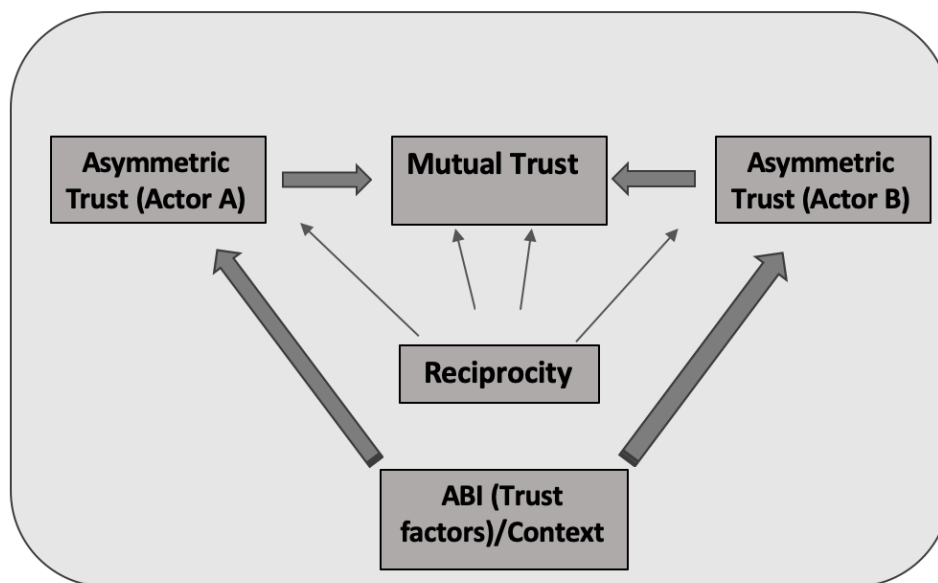 Asymmetric
Trust (Actor A)
Mutual Trust
Asymmetric
Trust (Actor B)
Reciprocity
ABI (Trust
factors)/Context